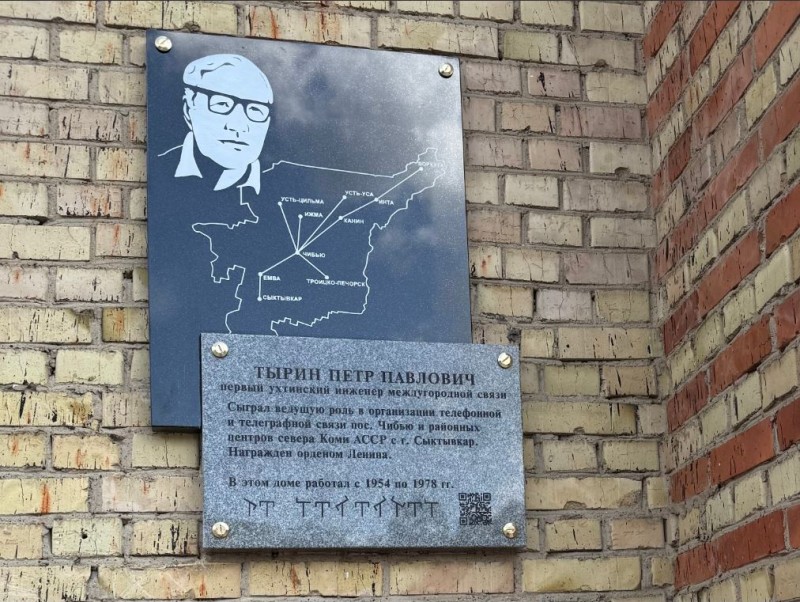 ВОРКУТА
УСТЬ-ЦИЛЬМА
УСТЬ-УСА
ИНТА
ИЖМА
КАНИН
ЧИБЬЮ
ЕМВА
ТРОИЦКО-ПЕЧОРСК
СЫКТЫВКАР
ТЫРИН ПЕТР ПАВЛОВИЧ
первый ухтинский инженер междугородной связи
Сыграл ведущую роль в организации телефонной
и телеграфной связи пос. Чибью и районных
центров севера Коми АССР с г. Сыктывкар.
Награжден орденом Ленина.
В этом доме работал с 1954 по 1978 гг.